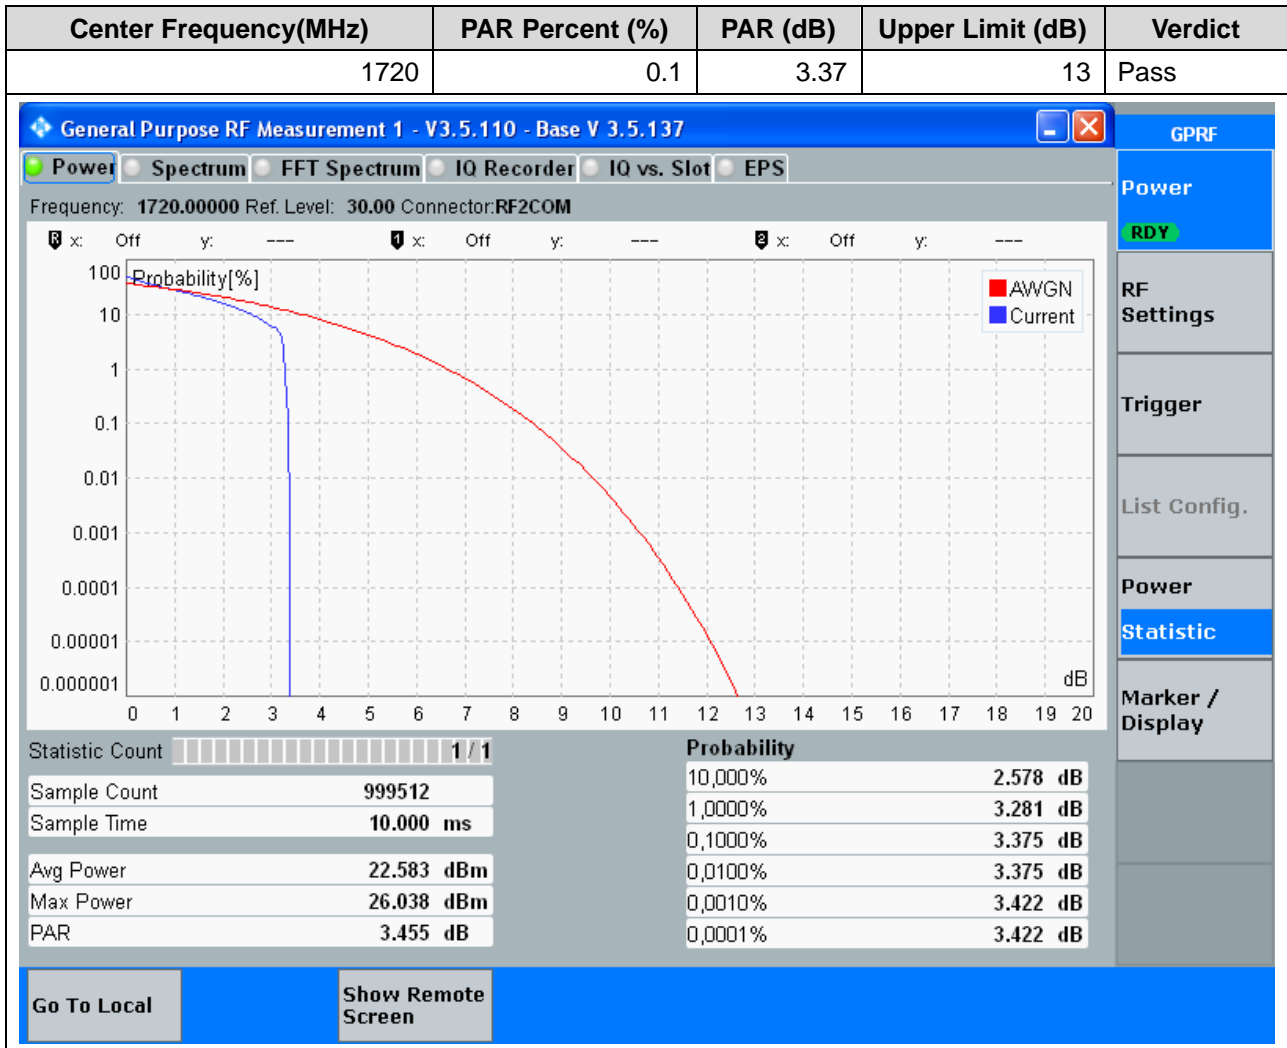 Center Frequency(MHz) PAR Percent (%) PAR (dB) Upper Limit (dB) Verdict
1720 0.1 3.37 13 Pass
General Purpose RF Measurement 1 - V3.5.110 - Base V 3.5.137
GPRF
Power Spectrum FFT Spectrum IQ Recorder IQ vs. Slot EPS
Power
RDY
Frequency: 1720.00000 Ref. Level: 30.00 Connector:RF2COM
R x: Off y: --- 1 x: Off y: --- 2 x: Off y: ---
Probability[%]
AWGN
Current
100
10
1
0.1
0.01
0.001
0.0001
0.00001
0.000001
dB
0 1 2 3 4 5 6 7 8 9 10 11 12 13 14 15 16 17 18 19 20
RF
Settings
Trigger
List Config.
Power
Statistic
Marker /
Display
Statistic Count 1 / 1
Sample Count 999512
Sample Time 10.000 ms
Avg Power 22.583 dBm
Max Power 26.038 dBm
PAR 3.455 dB
Probability
10,000% 2.578 dB
1,0000% 3.281 dB
0,1000% 3.375 dB
0,0100% 3.375 dB
0,0010% 3.422 dB
0,0001% 3.422 dB
Go To Local
Show Remote
Screen